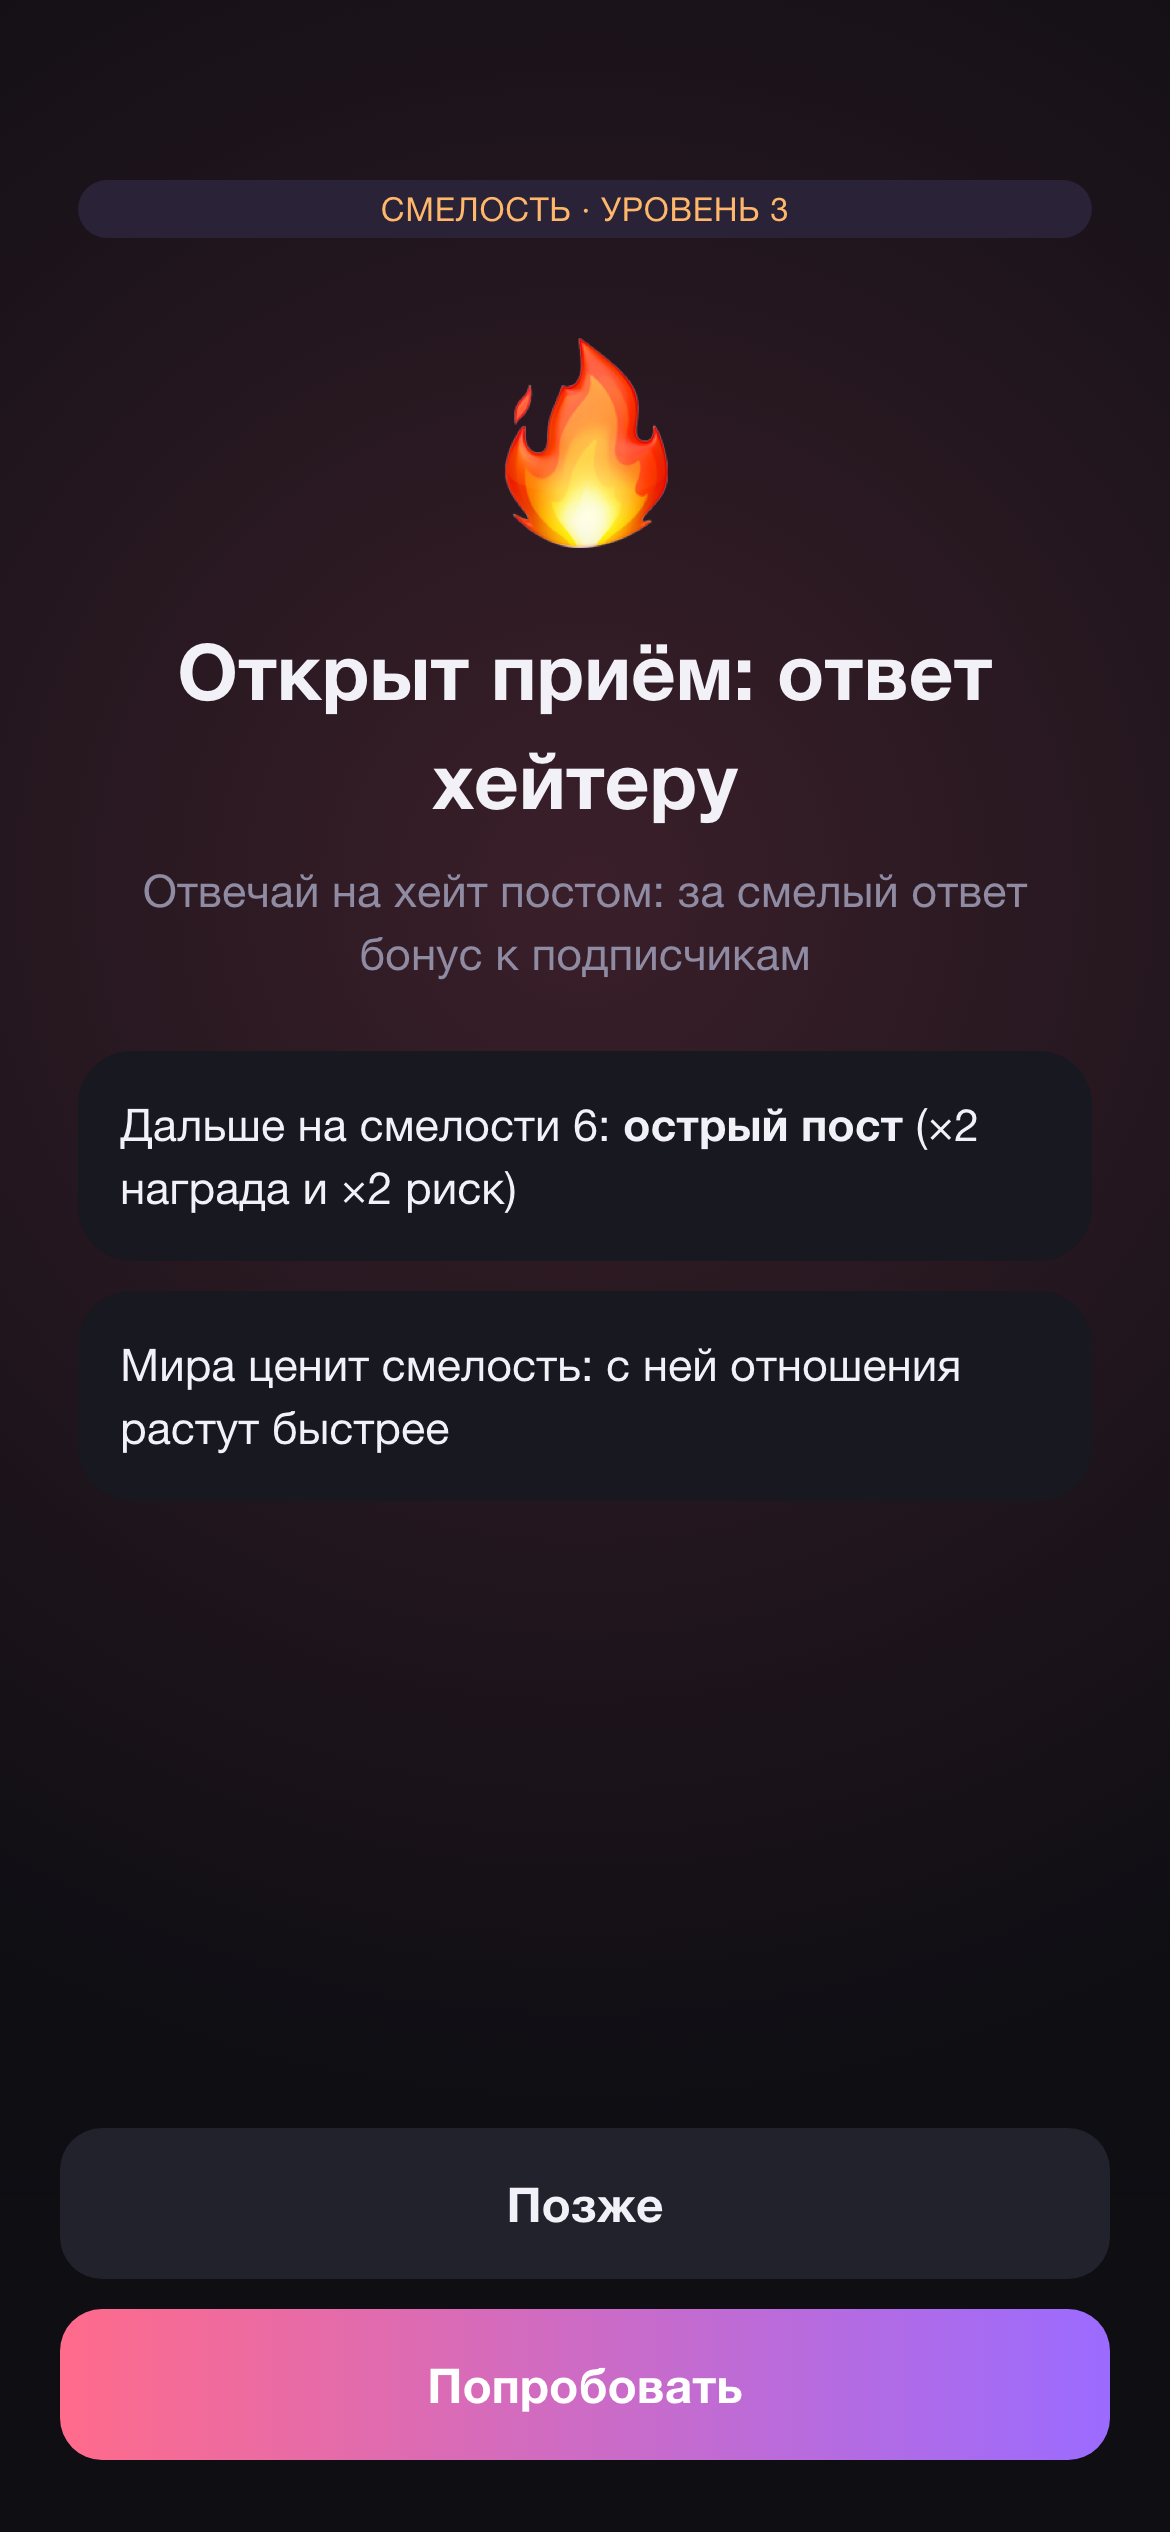 СМЕЛОСТЬ · УРОВЕНЬ 3
Открыт приём: ответ
хейтеру
Отвечай на хейт постом: за смелый ответ
бонус к подписчикам
Дальше на смелости 6: острый пост (×2
награда и ×2 риск)
Мира ценит смелость: с ней отношения
растут быстрее
Позже
Попробовать